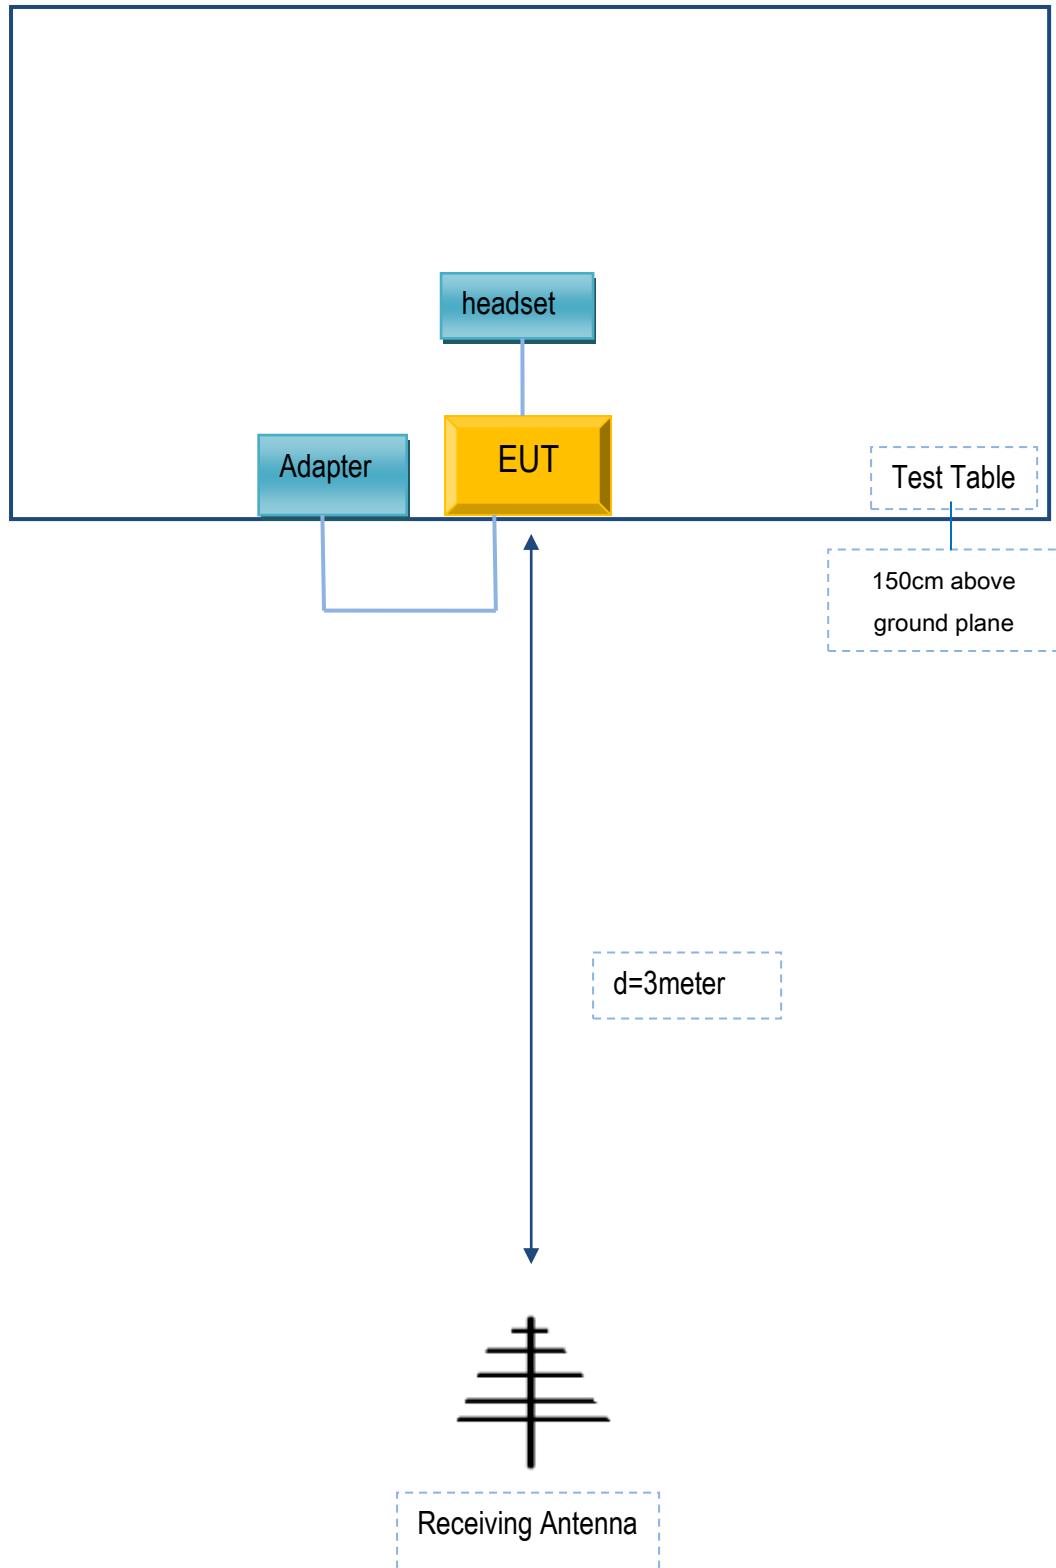 headset
EUT
Adapter
Test Table
150cm above
ground plane
d=3meter
Receiving Antenna